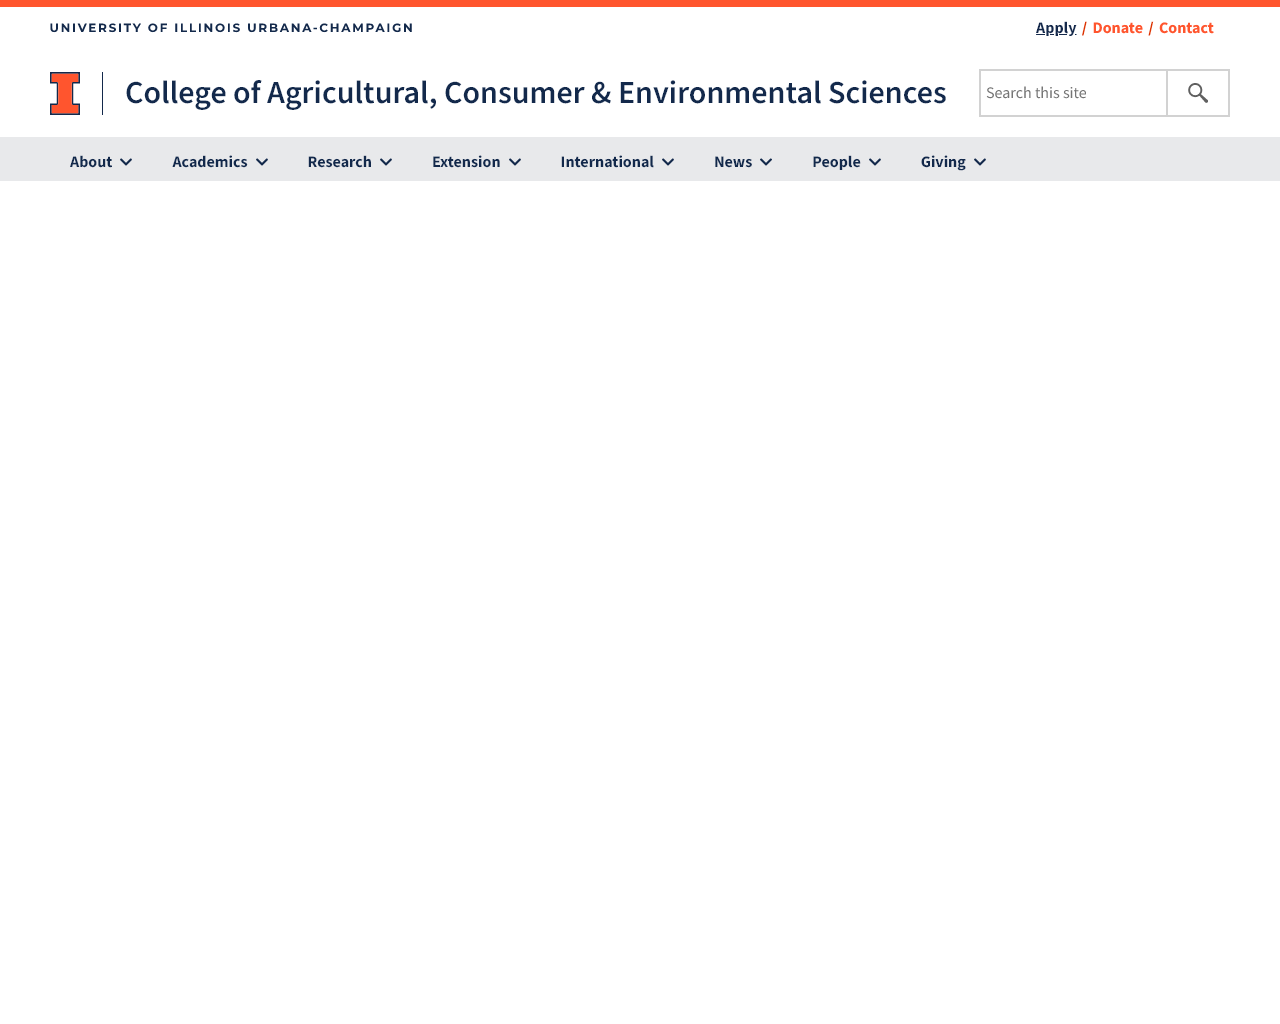 UNIVERSITY OF ILLINOIS URBANA-CHAMPAIGN
Apply / Donate / Contact
College of Agricultural, Consumer & Environmental Sciences
Search this site
About Academics Research Extension International News People Giving